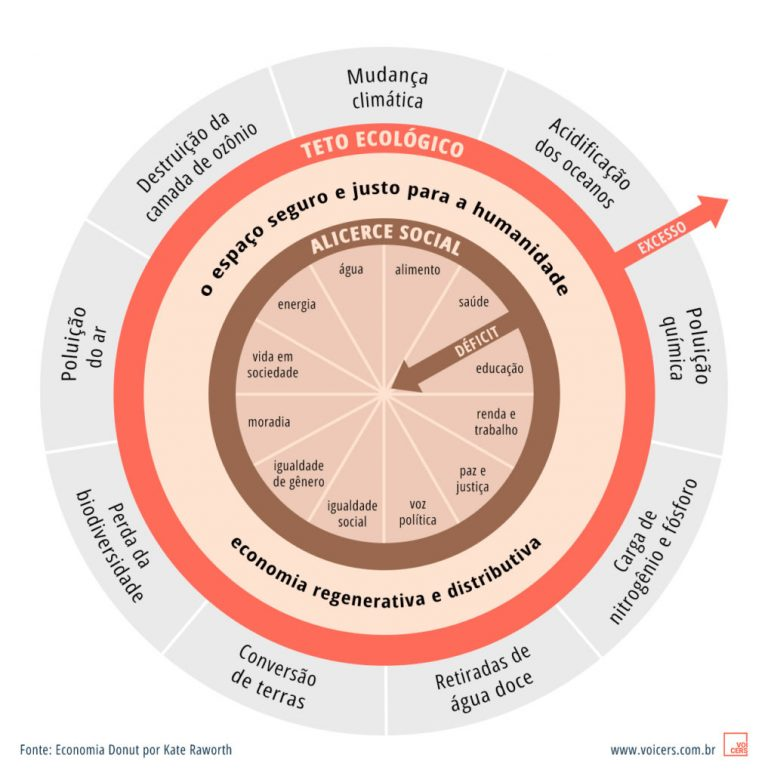 Mudança
climática
Acidificação
dos oceanos
Poluição
química
Carga de
nitrogênio e fósforo
Retiradas de
água doce
Conversão
de terras
Perda da
biodiversidade
Poluição
do ar
Destruição da
camada de ozônio
TETO ECOLÓGICO
EXCESSO
o espaço seguro e justo para a humanidade
ALICERCE SOCIAL
água
alimento
saúde
DÉFICIT
educação
renda e
trabalho
paz e
justiça
voz
política
igualdade
social
igualdade
de gênero
moradia
vida em
sociedade
energia
economia regenerativa e distributiva
Fonte: Economia Donut por Kate Raworth
www.voicers.com.br
VOI
CERS